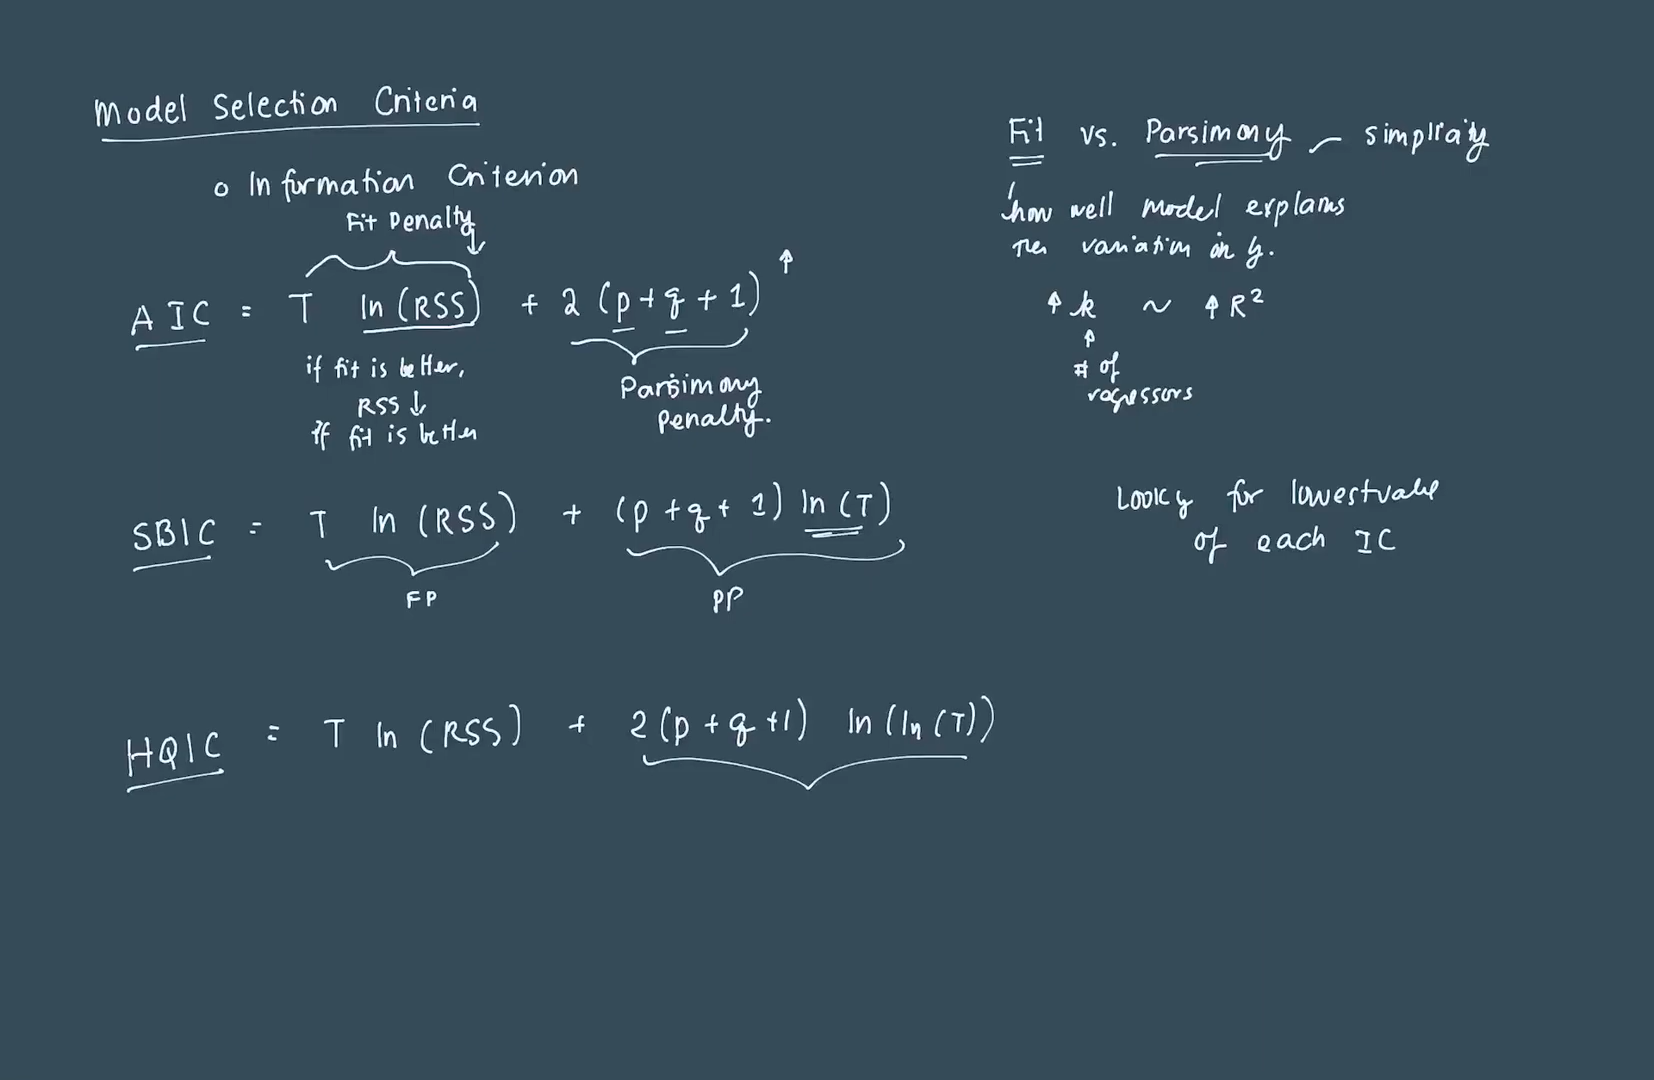 Model Selection Criteria
o Information Criterion
Fit Penalty ↓
AIC = T ln (RSS) + 2 (p + q + 1) ↑
if fit is better,
RSS ↓
if fit is better
Parsimony
Penalty.
SBIC = T ln (RSS) + (p + q + 1) ln (T)
FP PP
HQIC = T ln (RSS) + 2 (p + q + 1) ln (ln (T))
Fit vs. Parsimony – simplicity
how well model explains
the variation in y.
↑ k ~ ↑ R²
↑
# of
regressors
Looking for lowest value
of each IC